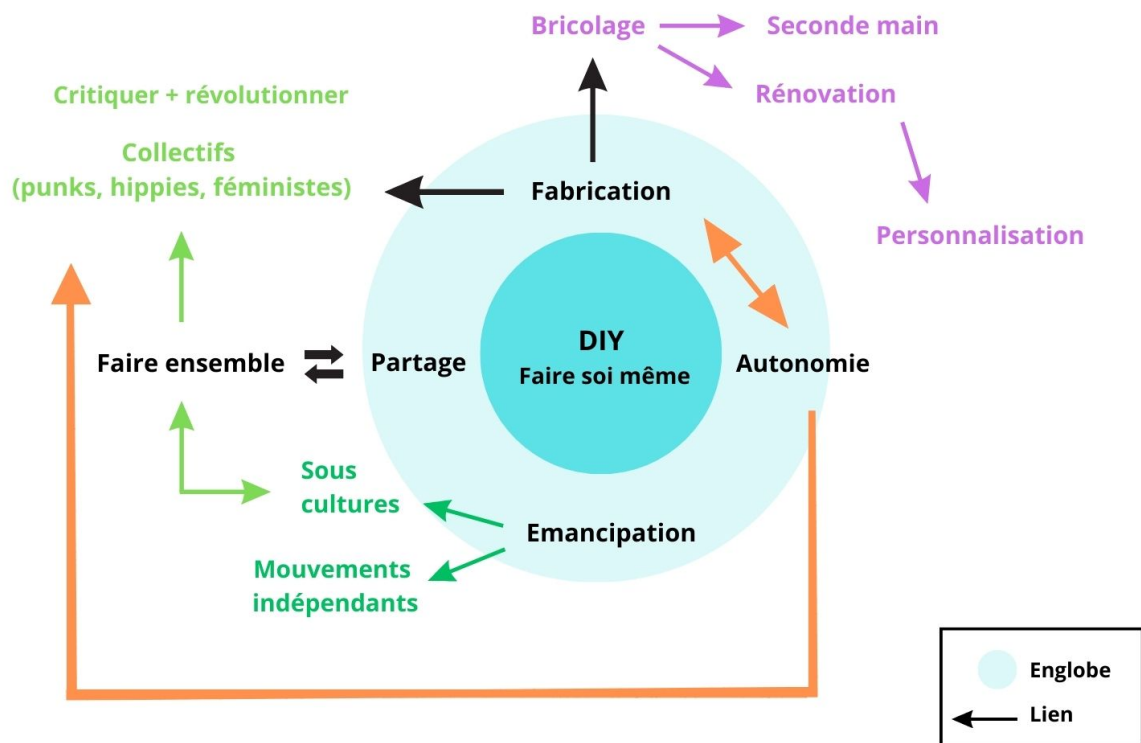 Bricolage
Seconde main
Rénovation
Personnalisation
Critiquer + révolutionner
Collectifs
(punks, hippies, féministes)
Fabrication
Faire ensemble
Partage
DIY
Faire soi même
Autonomie
Sous
cultures
Emancipation
Mouvements
indépendants
Englobe
Lien